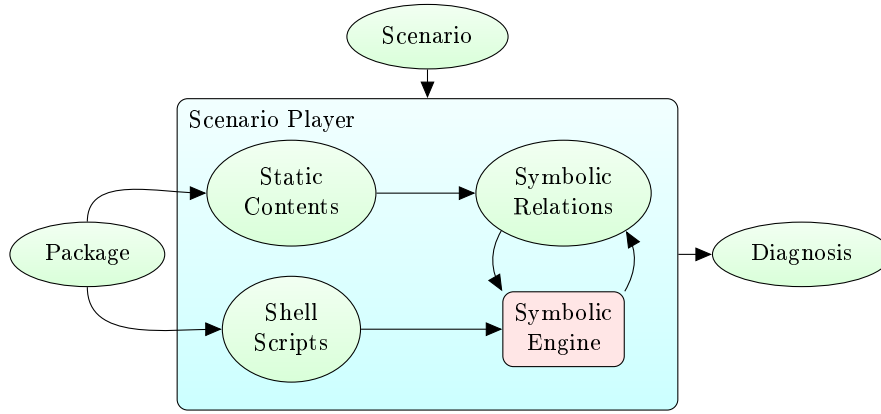 Scenario
Scenario Player
Static
Contents
Symbolic
Relations
Package
Diagnosis
Shell
Scripts
Symbolic
Engine